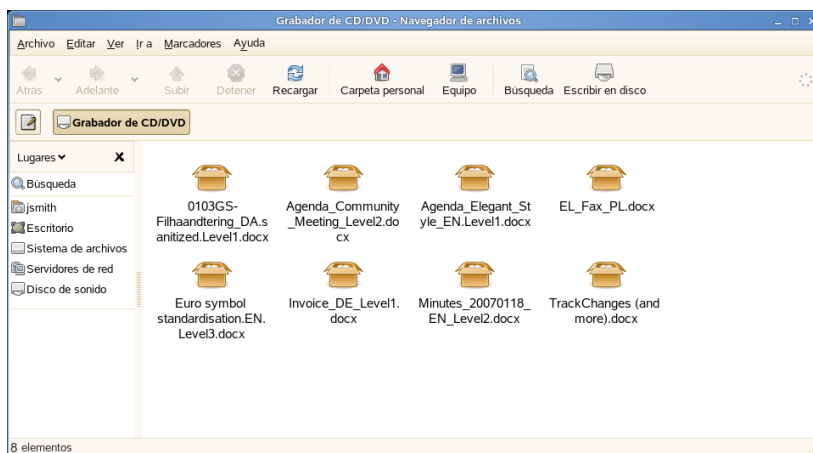 Grabador de CD/DVD - Navegador de archivos
Archivo Editar Ver Ir a Marcadores Ayuda
Atrás Adelante Subir Detener Recargar Carpeta personal Equipo Búsqueda Escribir en disco
Grabador de CD/DVD
Lugares
Búsqueda
jsmith
Escritorio
Sistema de archivos
Servidores de red
Disco de sonido
0103GS-
Filhaandtering_DA.s
anitized.Level1.docx
Agenda_Community
_Meeting_Level2.do
cx
Agenda_Elegant_St
yle_EN.Level1.docx
EL_Fax_PL.docx
Euro symbol
standardisation.EN.
Level3.docx
Invoice_DE_Level1.
docx
Minutes_20070118_
EN_Level2.docx
TrackChanges (and
more).docx
8 elementos